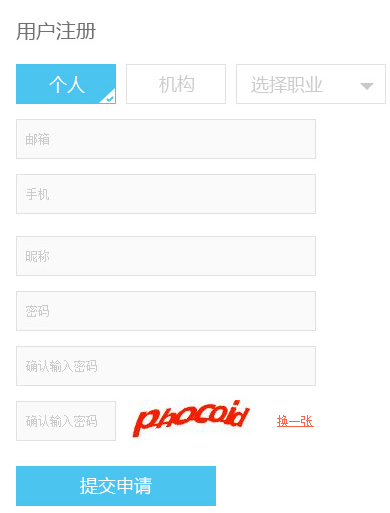 用户注册
个人 机构 选择职业
邮箱
手机
昵称
密码
确认输入密码
确认输入密码 phocoid 换一张
提交申请